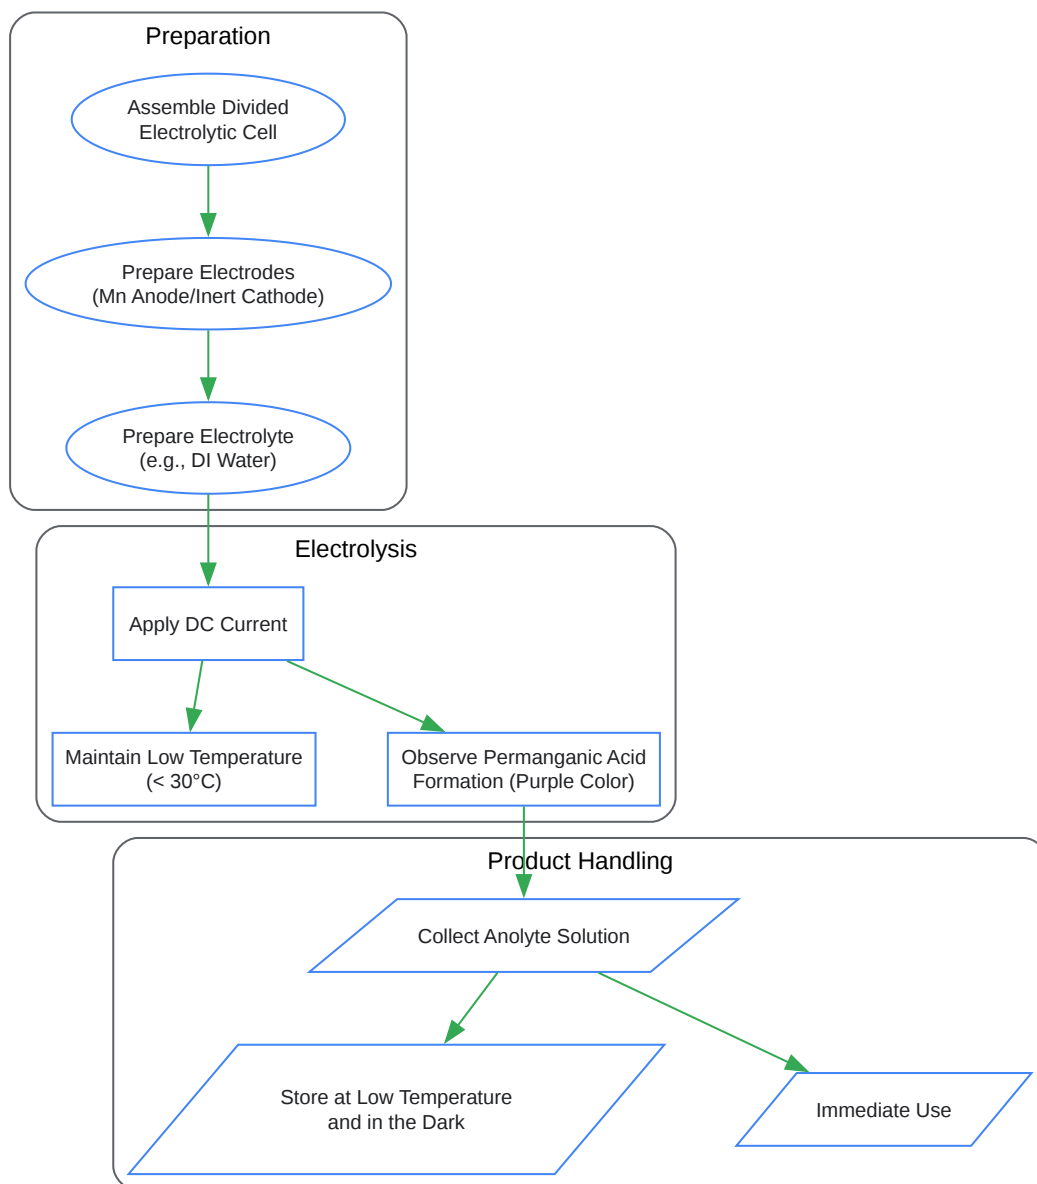 Preparation
Assemble Divided
Electrolytic Cell
Prepare Electrodes
(Mn Anode/Inert Cathode)
Prepare Electrolyte
(e.g., DI Water)
Electrolysis
Apply DC Current
Maintain Low Temperature
(< 30°C)
Observe Permanganic Acid
Formation (Purple Color)
Product Handling
Collect Anolyte Solution
Store at Low Temperature
and in the Dark
Immediate Use